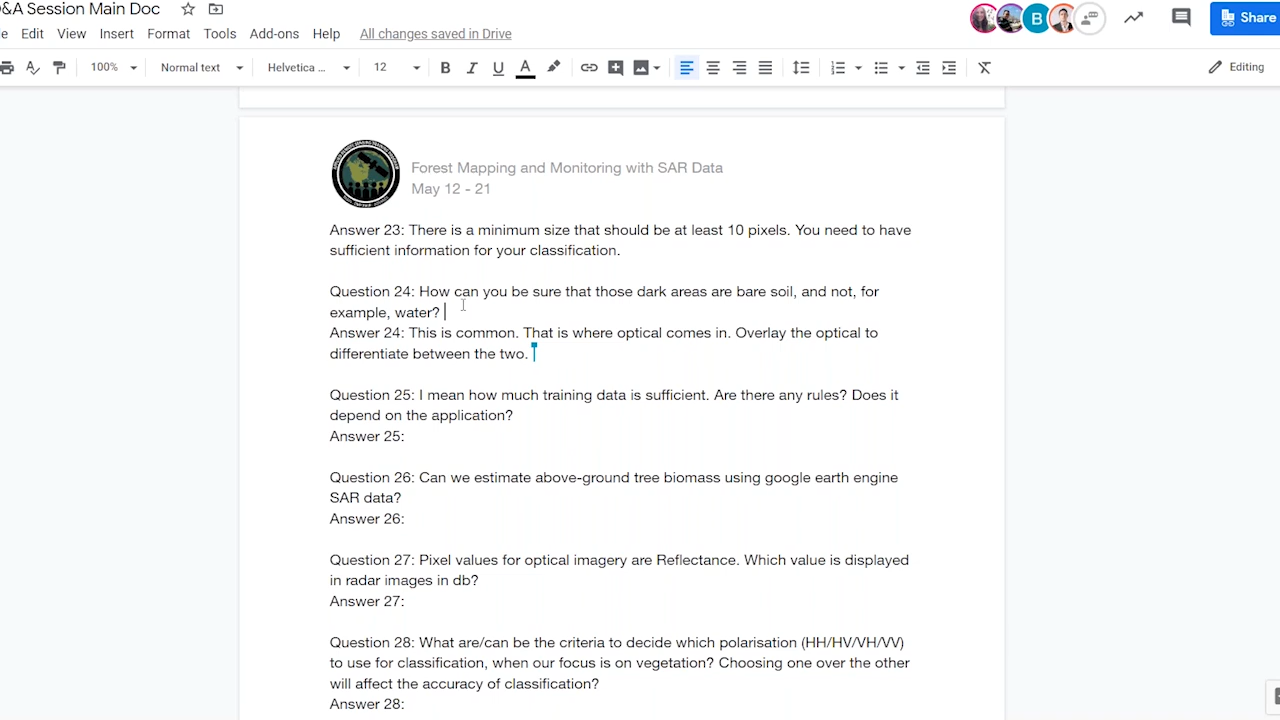 &A Session Main Doc
B
Share
e Edit View Insert Format Tools Add-ons Help All changes saved in Drive
100% Normal text Helvetica ... 12 B I U A Editing
Forest Mapping and Monitoring with SAR Data
May 12 - 21
Answer 23: There is a minimum size that should be at least 10 pixels. You need to have
sufficient information for your classification.
Question 24: How can you be sure that those dark areas are bare soil, and not, for
example, water?
Answer 24: This is common. That is where optical comes in. Overlay the optical to
differentiate between the two.
Question 25: I mean how much training data is sufficient. Are there any rules? Does it
depend on the application?
Answer 25:
Question 26: Can we estimate above-ground tree biomass using google earth engine
SAR data?
Answer 26:
Question 27: Pixel values for optical imagery are Reflectance. Which value is displayed
in radar images in db?
Answer 27:
Question 28: What are/can be the criteria to decide which polarisation (HH/HV/VH/VV)
to use for classification, when our focus is on vegetation? Choosing one over the other
will affect the accuracy of classification?
Answer 28: